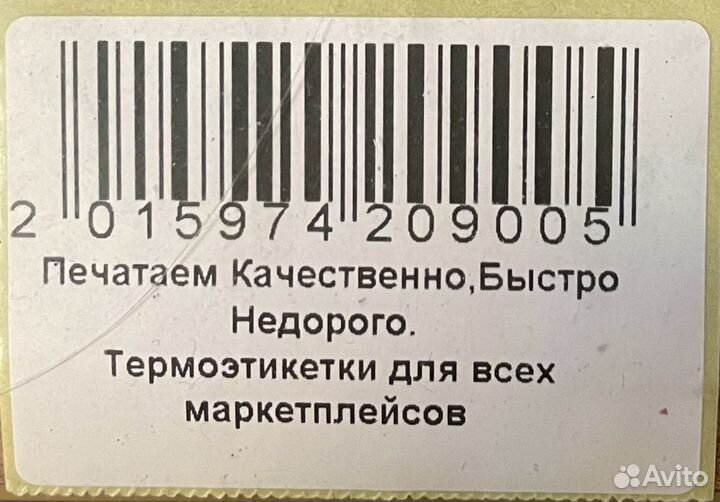 2 015974 209005
Печатаем Качественно,Быстро
Недорого.
Термоэтикетки для всех
маркетплейсов
Avito